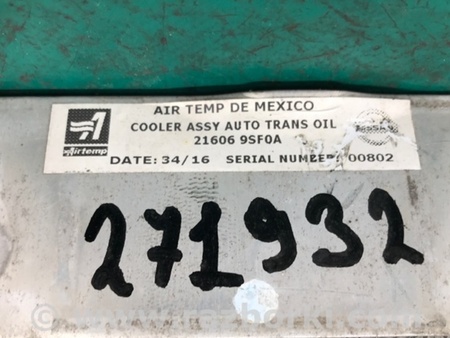 AIR TEMP DE MEXICO
COOLER ASSY AUTO TRANS OIL
21606 9SF0A
DATE: 34/16 SERIAL NUMBER: 00802
airtemp
NISSAN
271932